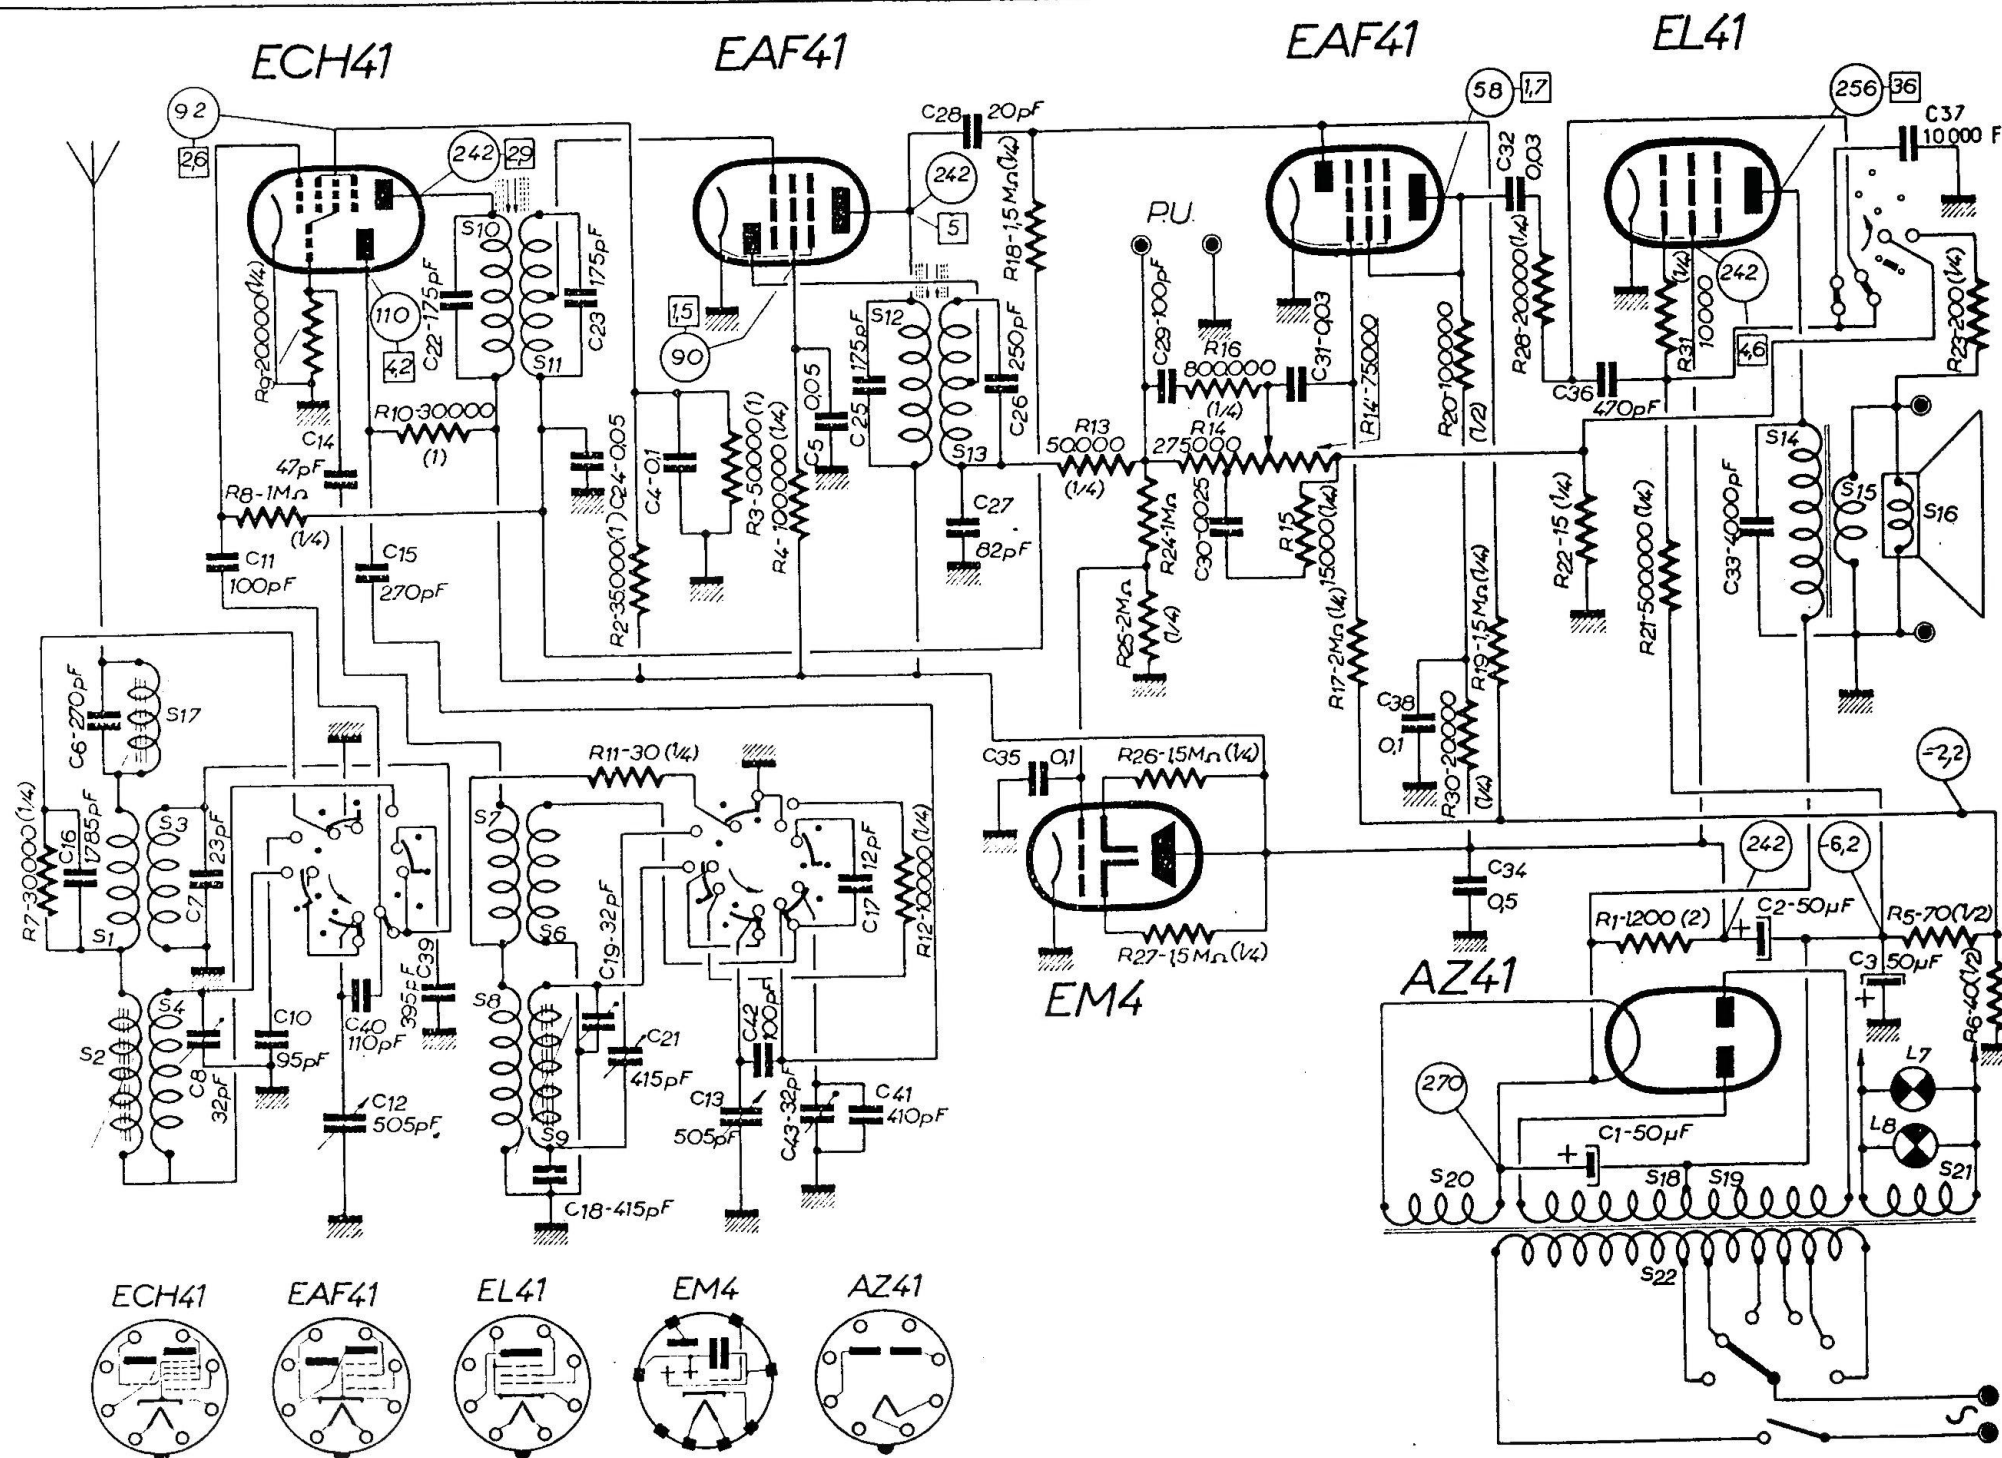 ECH41
EAF41
EAF41
EL41
92
2,6
242
2,9
C28
20pF
242
5
58
1,7
256
36
C37
10000 F
P.U.
S10
175pF
C22-175pF
S11
C23
R9-20000(1/4)
110
4,2
1,5
90
S12
175pF
C25
250pF
C26
S13
R18-1,5MΩ(1/4)
C29-100pF
R16
800.000
(1/4)
C31-0,03
R14-75000
C32
0,03
R28-20000(1/4)
R20-100000
(1/2)
C36
470pF
(1/4)
R31
10000
242
4,6
R23-200(1/4)
C14
47pF
R10-30000
(1)
R8-1MΩ
(1/4)
C11
100pF
C15
270pF
C24-0,05
R2-35000(1)
C4-0,1
R3-50000(1)
R4-100000(1/4)
C5
0,05
C27
82pF
R13
50.000
(1/4)
R14
275000
R24-1MΩ
C30-0,0025
R15
15000(1/4)
R25-2MΩ
(1/4)
R17-2MΩ(1/4)
R19-1,5MΩ(1/4)
R22-15(1/4)
R21-500000(1/4)
C33-4000pF
S14
S15
S16
C6-270pF
S17
R7-30000(1/4)
C16
1785pF
S1
S3
C7
23pF
R11-30(1/4)
S7
S6
C39
395pF
C19-32pF
C17
12pF
R12-10000(1/4)
C35
0,1
R26-1,5MΩ(1/4)
R27-1,5MΩ(1/4)
EM4
C38
0,1
R30-20000
(1/4)
C34
0,5
=2,2
242
-6,2
R1-1200(2)
C2-50µF
R5-70(1/2)
C3
50µF
R6-40(1/2)
AZ41
S2
S4
C8
32pF
C10
95pF
C40
110pF
C12
505pF
S8
S9
C21
415pF
C42
100pF
C13
505pF
C43-32pF
C41
410pF
C18-415pF
270
C1-50µF
L7
L8
S20
S18
S19
S21
S22
ECH41
EAF41
EL41
EM4
AZ41